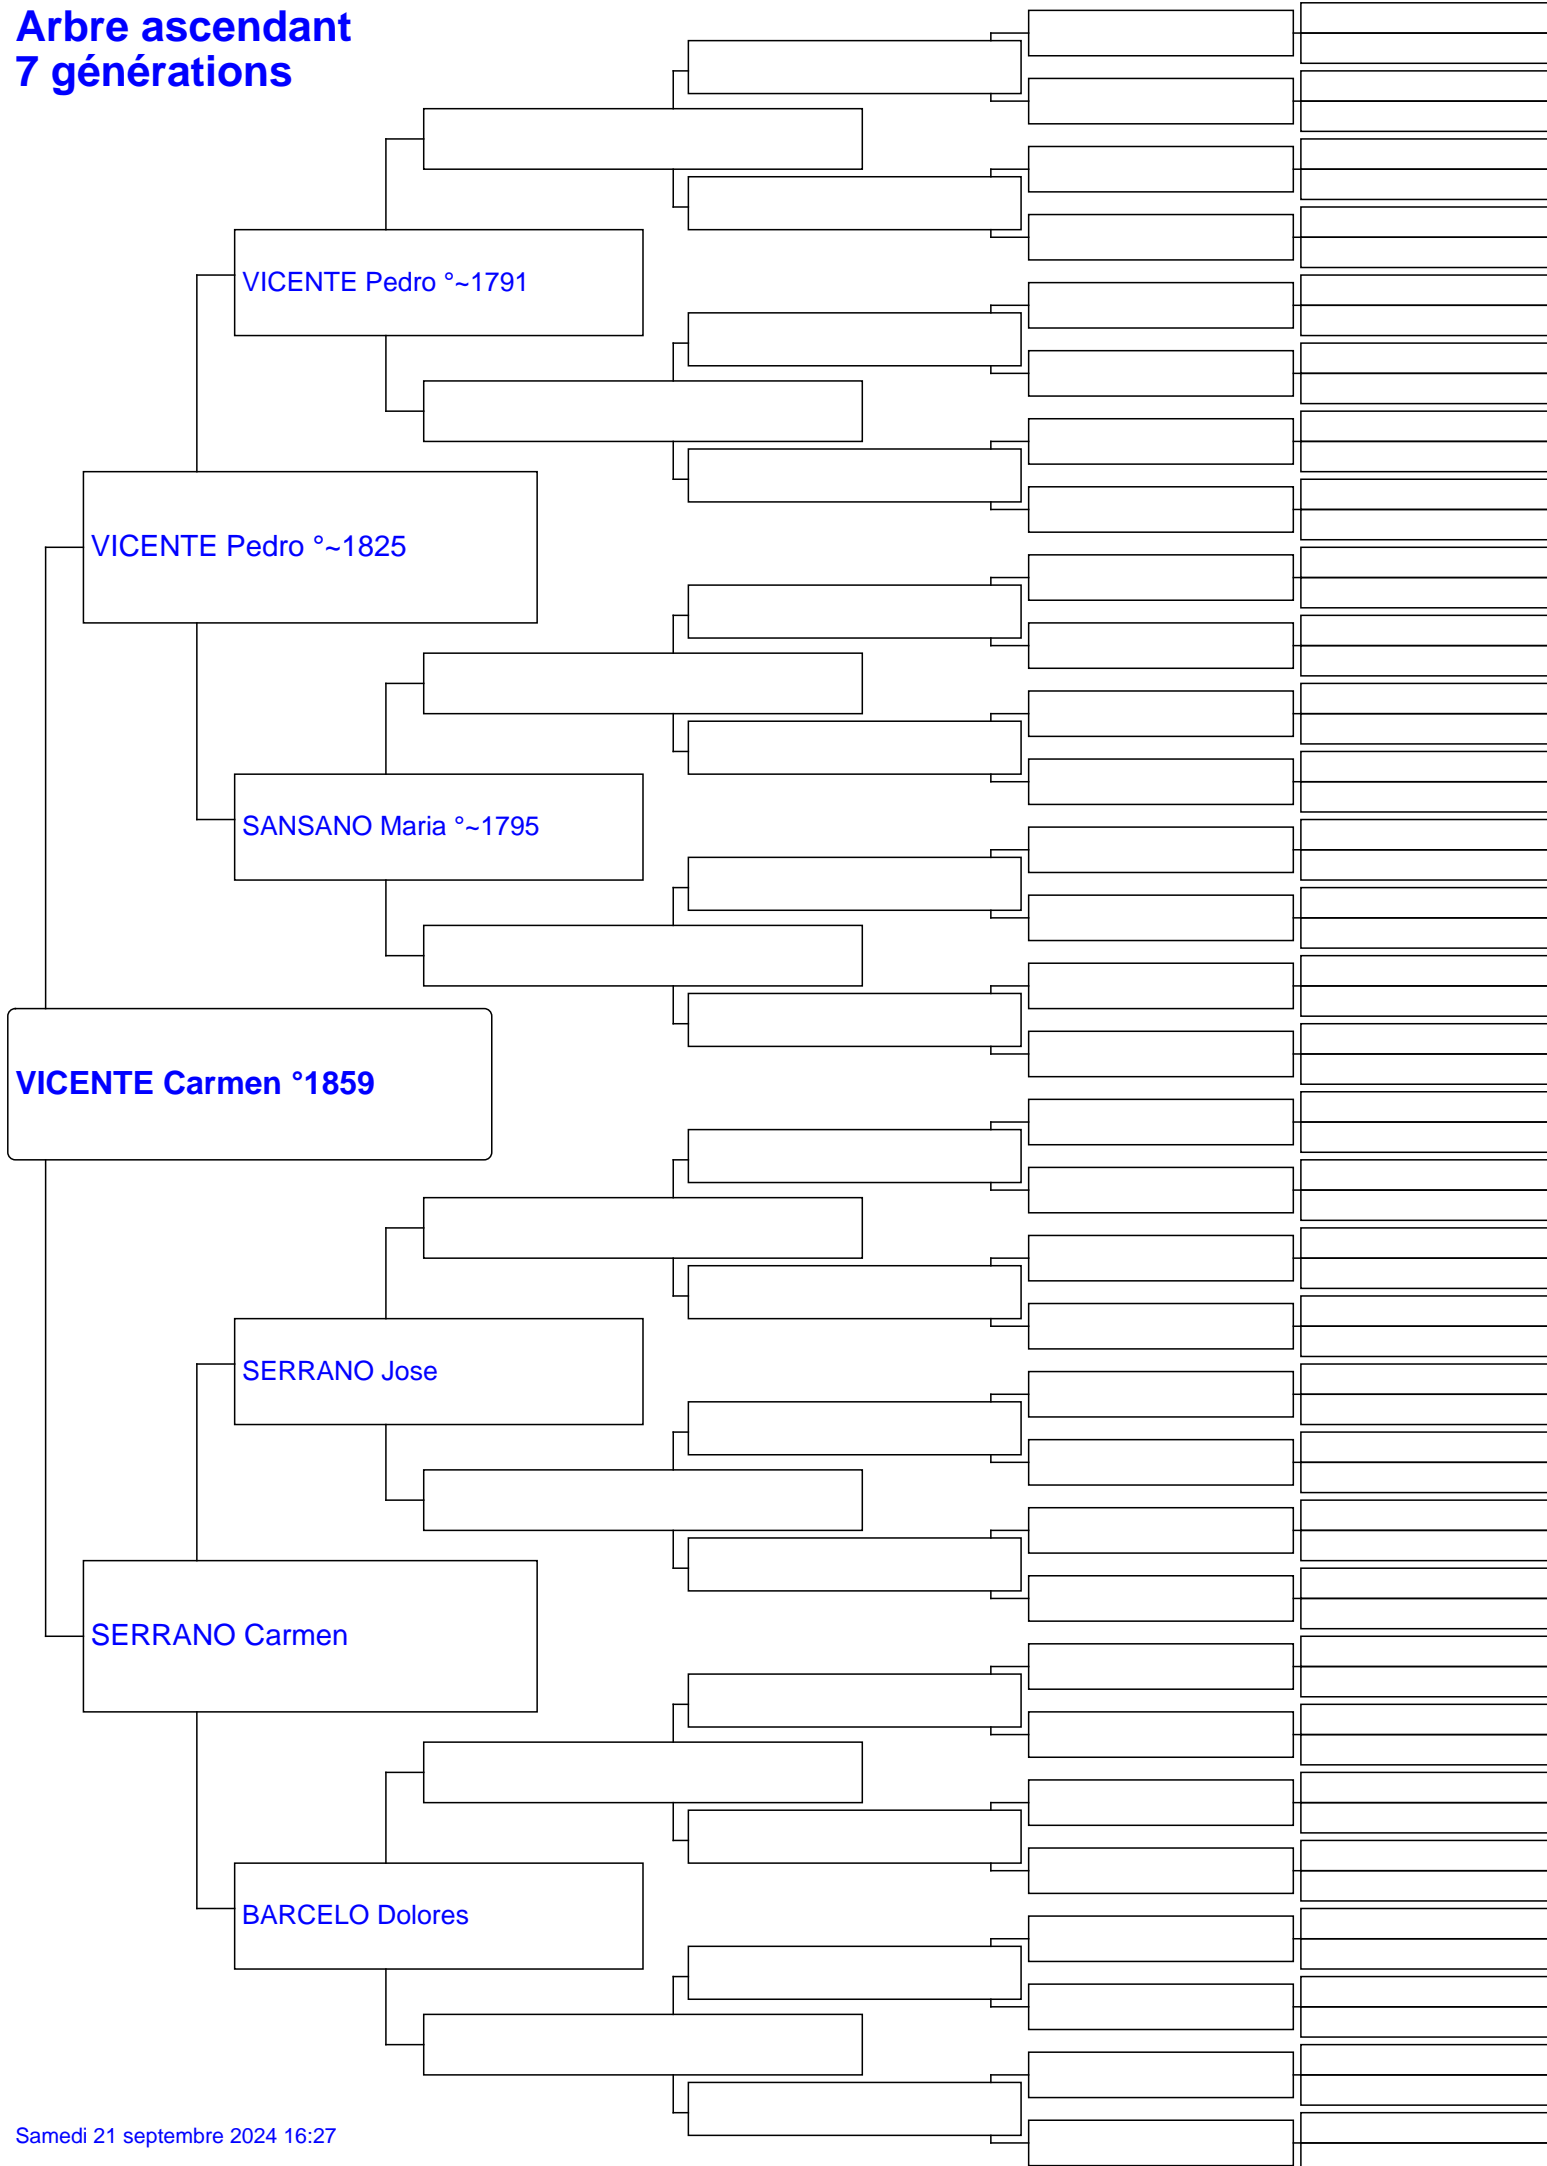 Arbre ascendant
7 générations
VICENTE Pedro °~1791
VICENTE Pedro °~1825
SANSANO Maria °~1795
VICENTE Carmen °1859
SERRANO Jose
SERRANO Carmen
BARCELO Dolores
Samedi 21 septembre 2024 16:27